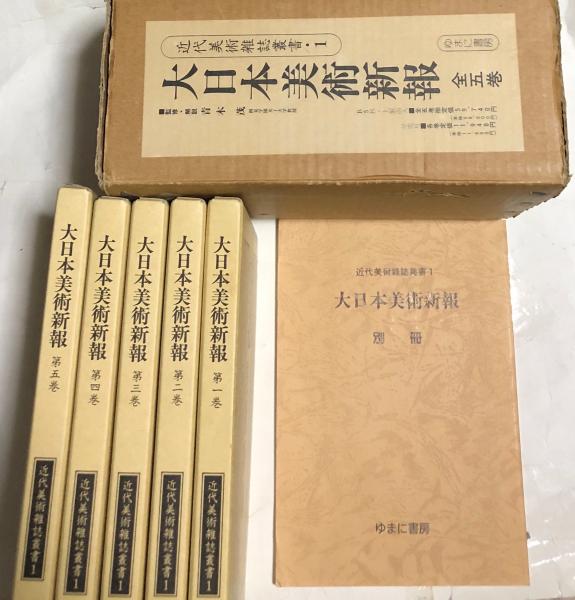 近代美術雑誌叢書・1
大日本美術新報
全五巻
ゆまに書房
■監修・解説 青木 茂
大日本美術新報 第五巻
近代美術雑誌叢書1
大日本美術新報 第四巻
近代美術雑誌叢書1
大日本美術新報 第三巻
近代美術雑誌叢書1
大日本美術新報 第二巻
近代美術雑誌叢書1
大日本美術新報 第一巻
近代美術雑誌叢書1
近代美術雑誌叢書1
大日本美術新報
別冊
ゆまに書房